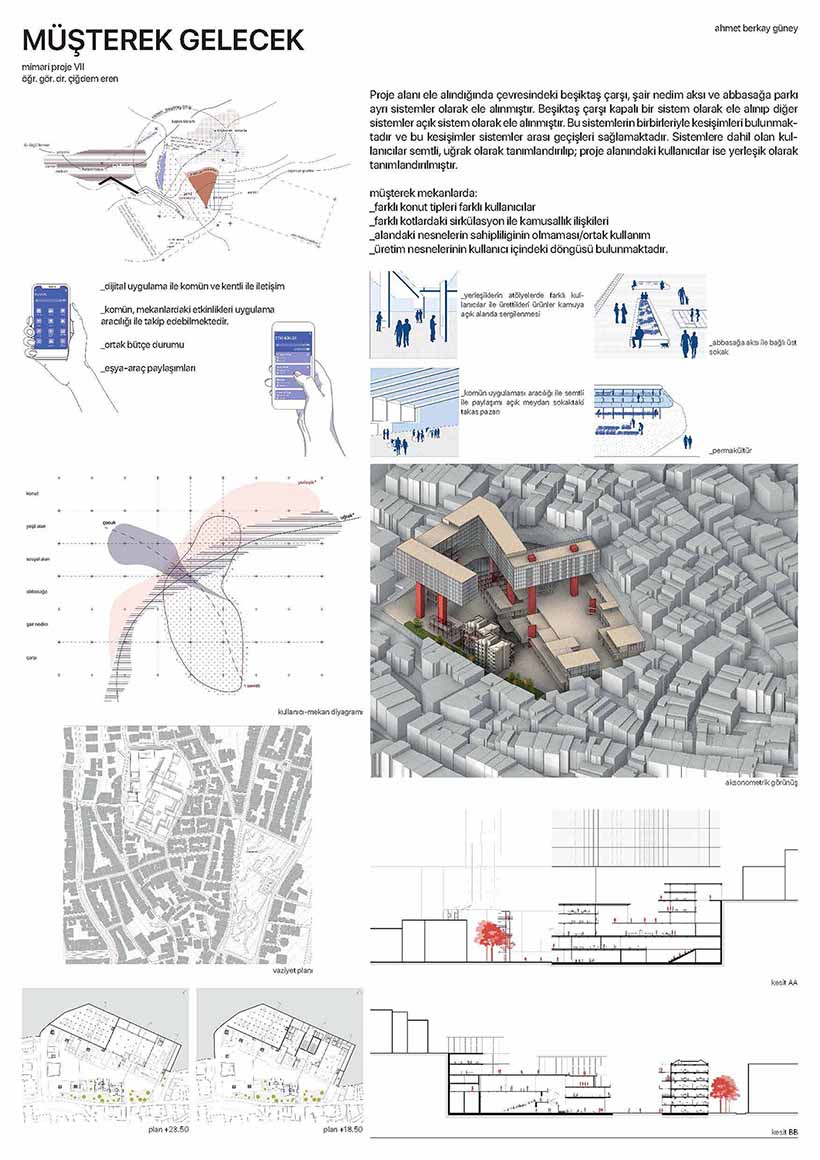 MÜŞTEREK GELECEK
ahmet berkay güney
mimari proje VII
öğr. gör. dr. çiğdem eren
Proje alanı ele alındığında çevresindeki beşiktaş çarşı, şair nedim aksı ve abbasağa parkı
ayrı sistemler olarak ele alınmıştır. Beşiktaş çarşı kapalı bir sistem olarak ele alınıp diğer
sistemler açık sistem olarak ele alınmıştır. Bu sistemlerin birbirleriyle kesişimleri bulunmak-
tadır ve bu kesişimler sistemler arası geçişleri sağlamaktadır. Sistemlere dahil olan kul-
lanıcılar semtli, uğrak olarak tanımlandırılıp; proje alanındaki kullanıcılar ise yerleşik olarak
tanımlandırılmıştır.
müşterek mekanlarda:
_farklı konut tipleri farklı kullanıcılar
_farklı kotlardaki sirkülasyon ile kamusallık ilişkileri
_alandaki nesnelerin sahipliliginin olmaması/ortak kullanım
_üretim nesnelerinin kullanıcı içindeki döngüsü bulunmaktadır.
_dijital uygulama ile komün ve kentli ile iletişim
_komün, mekanlardaki etkinlikleri uygulama
aracılığı ile takip edebilmektedir.
_ortak bütçe durumu
_eşya-araç paylaşımları
_yerleşiklerin atölyelerde farklı kul-
lanıcılar ile ürettikleri ürünler kamuya
açık alanda sergilenmesi
_abbasağa aksı ile bağlı üst
sokak
_komün uygulaması aracılığı ile semtli
ile paylaşımı açık meydan sokaktaki
takas pazarı
_permakültür
konut
yeşil alan
sosyal alan
abbasağa
şair nedim
çarşı
çocuk
yerleşik*
uğrak*
* semtli
kullanıcı-mekan diyagramı
aksonometrik görünüş
vaziyet planı
kesit AA
plan +23.50
plan +18.50
kesit BB